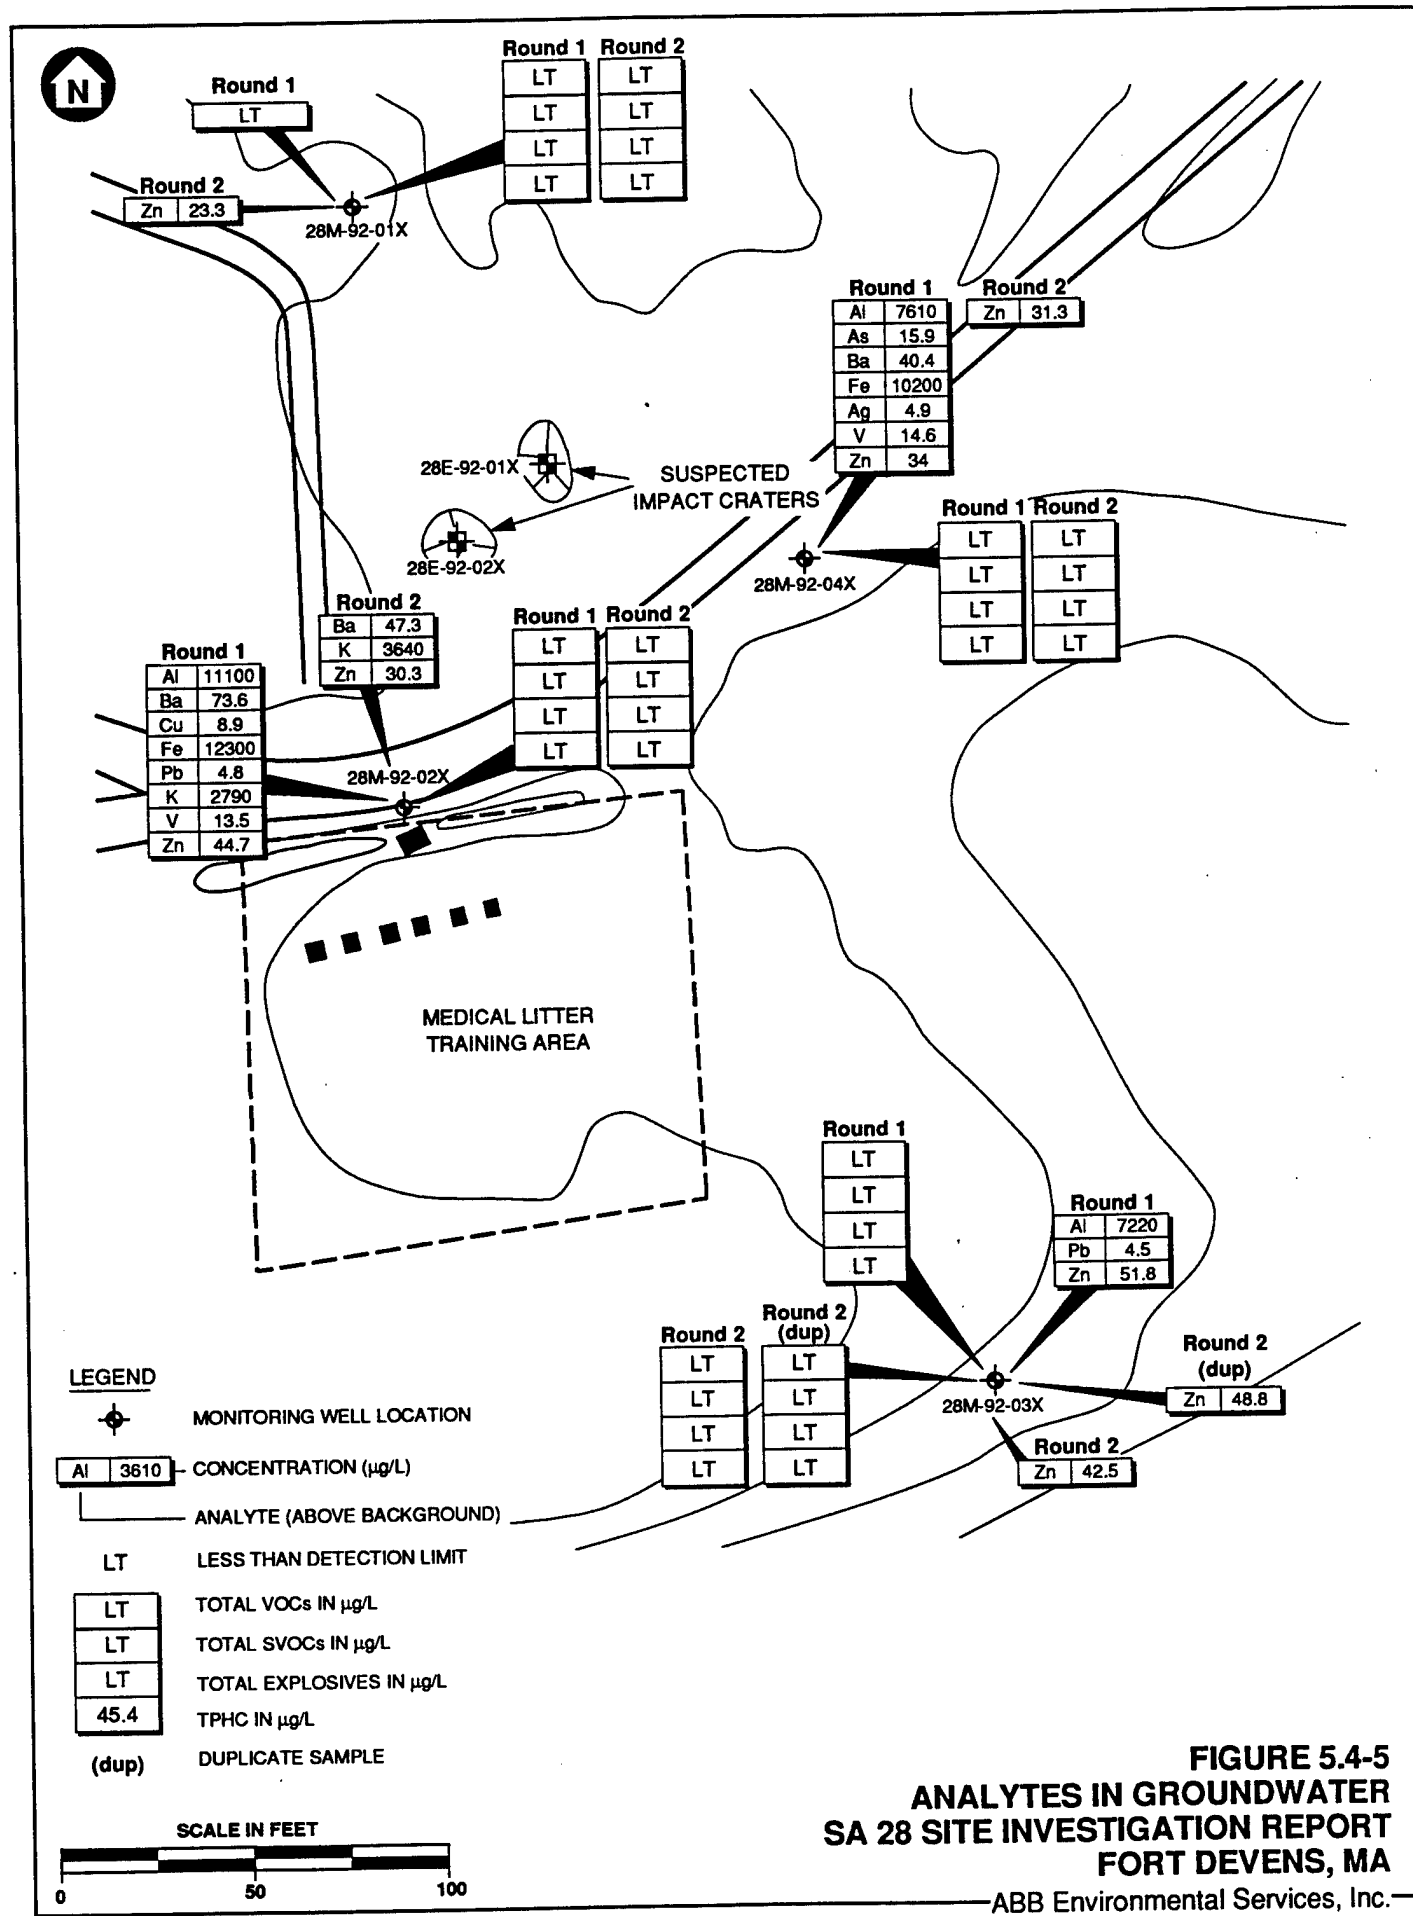 N
Round 1
LT
Round 2
Zn 23.3
28M-92-01X
Round 1 Round 2
LT LT
LT LT
LT LT
LT LT
Round 1
Al 7610
As 15.9
Ba 40.4
Fe 10200
Ag 4.9
V 14.6
Zn 34
Round 2
Zn 31.3
28E-92-01X
SUSPECTED
IMPACT CRATERS
28E-92-02X
28M-92-04X
Round 1 Round 2
LT LT
LT LT
LT LT
LT LT
Round 2
Ba 47.3
K 3640
Zn 30.3
Round 1 Round 2
LT LT
LT LT
LT LT
LT LT
Round 1
Al 11100
Ba 73.6
Cu 8.9
Fe 12300
Pb 4.8
K 2790
V 13.5
Zn 44.7
28M-92-02X
MEDICAL LITTER
TRAINING AREA
Round 1
LT
LT
LT
LT
Round 1
Al 7220
Pb 4.5
Zn 51.8
Round 2
LT
LT
LT
LT
Round 2
(dup)
LT
LT
LT
LT
28M-92-03X
Round 2
(dup)
Zn 48.8
Round 2
Zn 42.5
LEGEND
MONITORING WELL LOCATION
Al 3610 CONCENTRATION (µg/L)
ANALYTE (ABOVE BACKGROUND)
LT LESS THAN DETECTION LIMIT
LT TOTAL VOCs IN µg/L
LT TOTAL SVOCs IN µg/L
LT TOTAL EXPLOSIVES IN µg/L
45.4 TPHC IN µg/L
(dup) DUPLICATE SAMPLE
SCALE IN FEET
0 50 100
FIGURE 5.4-5
ANALYTES IN GROUNDWATER
SA 28 SITE INVESTIGATION REPORT
FORT DEVENS, MA
ABB Environmental Services, Inc.